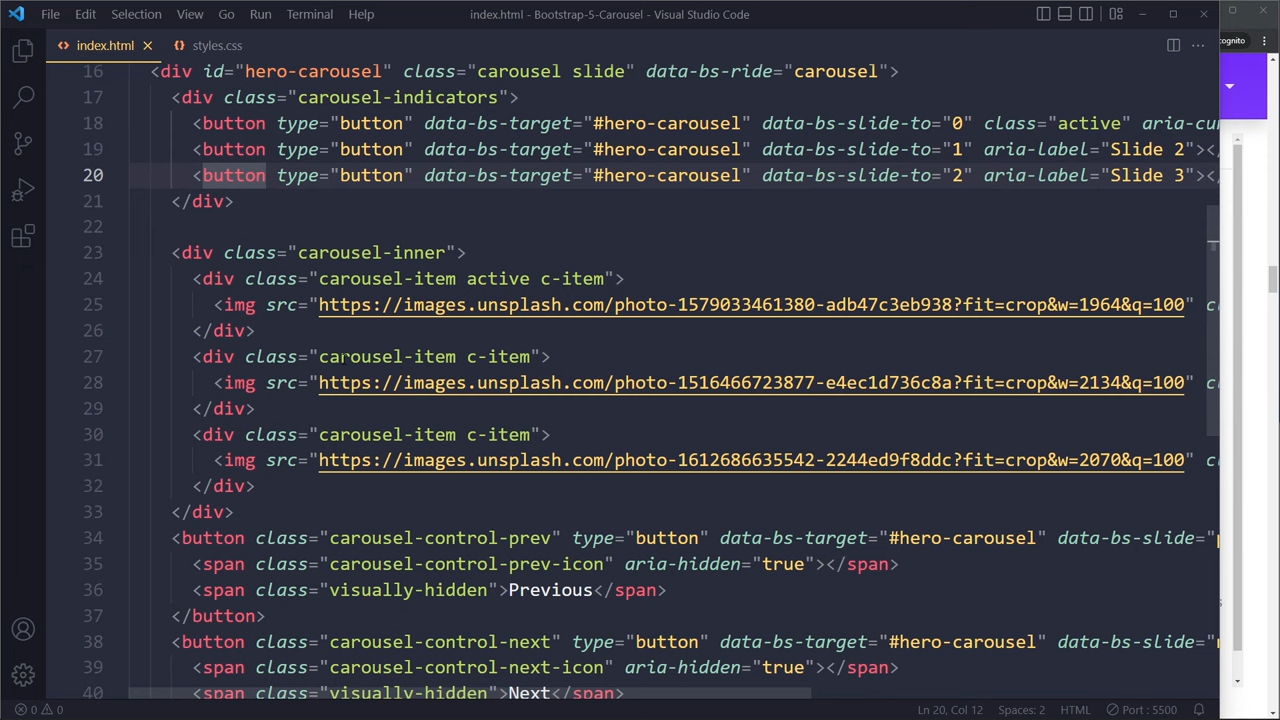 File Edit Selection View Go Run Terminal Help index.html - Bootstrap-5-Carousel - Visual Studio Code
index.html styles.css
16 <div id="hero-carousel" class="carousel slide" data-bs-ride="carousel">
17 <div class="carousel-indicators">
18 <button type="button" data-bs-target="#hero-carousel" data-bs-slide-to="0" class="active" aria-cu
19 <button type="button" data-bs-target="#hero-carousel" data-bs-slide-to="1" aria-label="Slide 2"></
20 <button type="button" data-bs-target="#hero-carousel" data-bs-slide-to="2" aria-label="Slide 3"></
21 </div>
22
23 <div class="carousel-inner">
24 <div class="carousel-item active c-item">
25 <img src="https://images.unsplash.com/photo-1579033461380-adb47c3eb938?fit=crop&w=1964&q=100" c
26 </div>
27 <div class="carousel-item c-item">
28 <img src="https://images.unsplash.com/photo-1516466723877-e4ec1d736c8a?fit=crop&w=2134&q=100" c
29 </div>
30 <div class="carousel-item c-item">
31 <img src="https://images.unsplash.com/photo-1612686635542-2244ed9f8ddc?fit=crop&w=2070&q=100" c
32 </div>
33 </div>
34 <button class="carousel-control-prev" type="button" data-bs-target="#hero-carousel" data-bs-slide="p
35 <span class="carousel-control-prev-icon" aria-hidden="true"></span>
36 <span class="visually-hidden">Previous</span>
37 </button>
38 <button class="carousel-control-next" type="button" data-bs-target="#hero-carousel" data-bs-slide="n
39 <span class="carousel-control-next-icon" aria-hidden="true"></span>
40 <span class="visually-hidden">Next</span>
0 0 Ln 20, Col 12 Spaces: 2 HTML Port : 5500